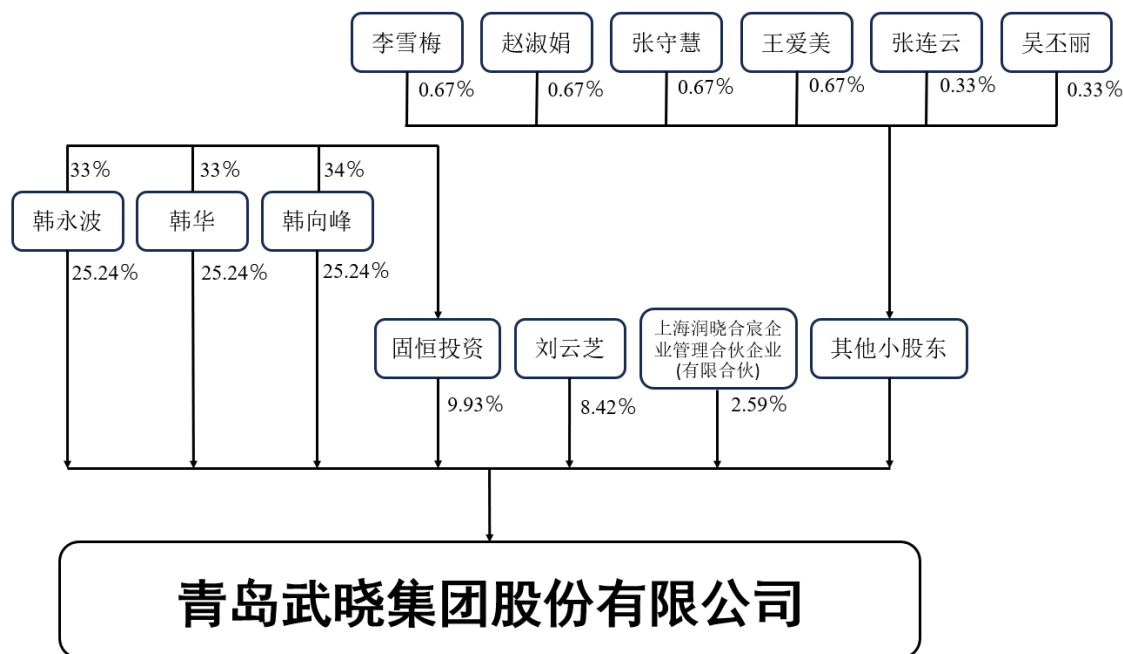 李雪梅
赵淑娟
张守慧
王爱美
张连云
吴丕丽
0.67%
0.67%
0.67%
0.67%
0.33%
0.33%
33%
33%
34%
韩永波
韩华
韩向峰
25.24%
25.24%
25.24%
固恒投资
刘云芝
上海润晓合宸企
业管理合伙企业
(有限合伙)
其他小股东
9.93%
8.42%
2.59%
青岛武晓集团股份有限公司